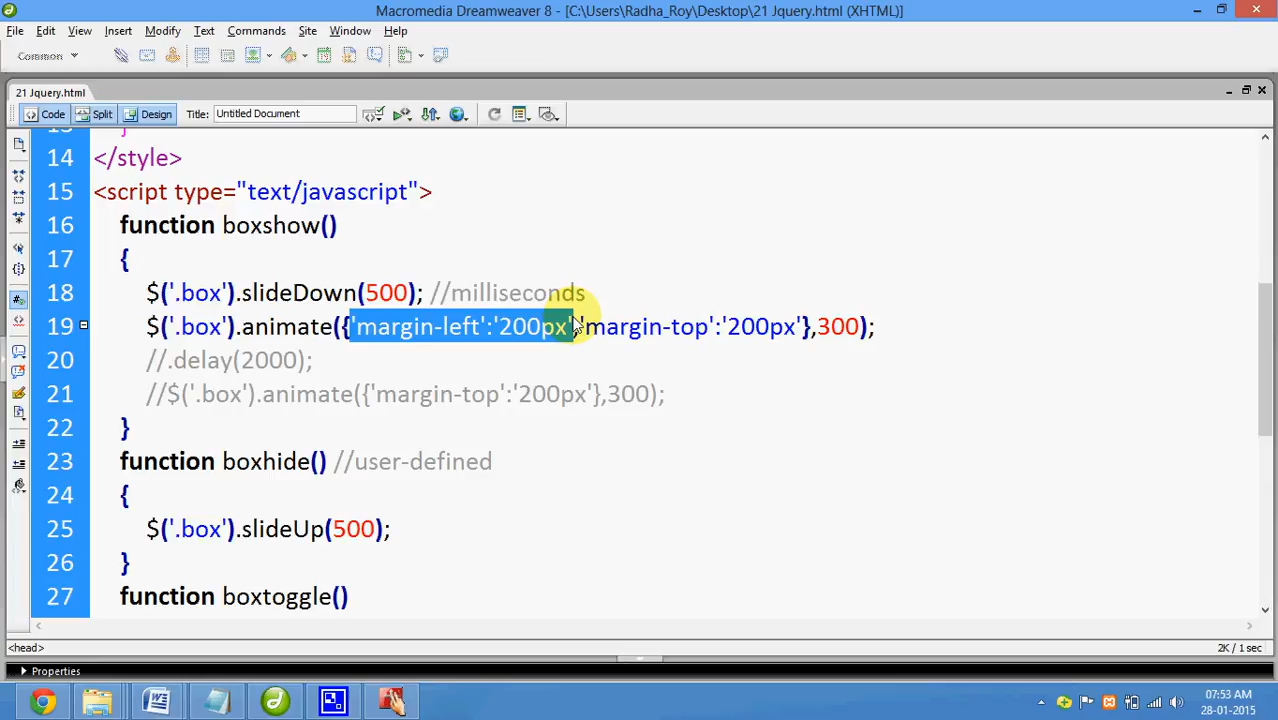 Macromedia Dreamweaver 8 - [C:\Users\Radha_Roy\Desktop\21 Jquery.html (XHTML)]
File Edit View Insert Modify Text Commands Site Window Help
Common
21 Jquery.html
Code Split Design Title: Untitled Document
14 </style>
15 <script type="text/javascript">
16 function boxshow()
17 {
18 $('.box').slideDown(500); //milliseconds
19 $('.box').animate({'margin-left':'200px','margin-top':'200px'},300);
20 //.delay(2000);
21 //$('.box').animate({'margin-top':'200px'},300);
22 }
23 function boxhide() //user-defined
24 {
25 $('.box').slideUp(500);
26 }
27 function boxtoggle()
<head> 2K / 1 sec
Properties
07:53 AM
28-01-2015